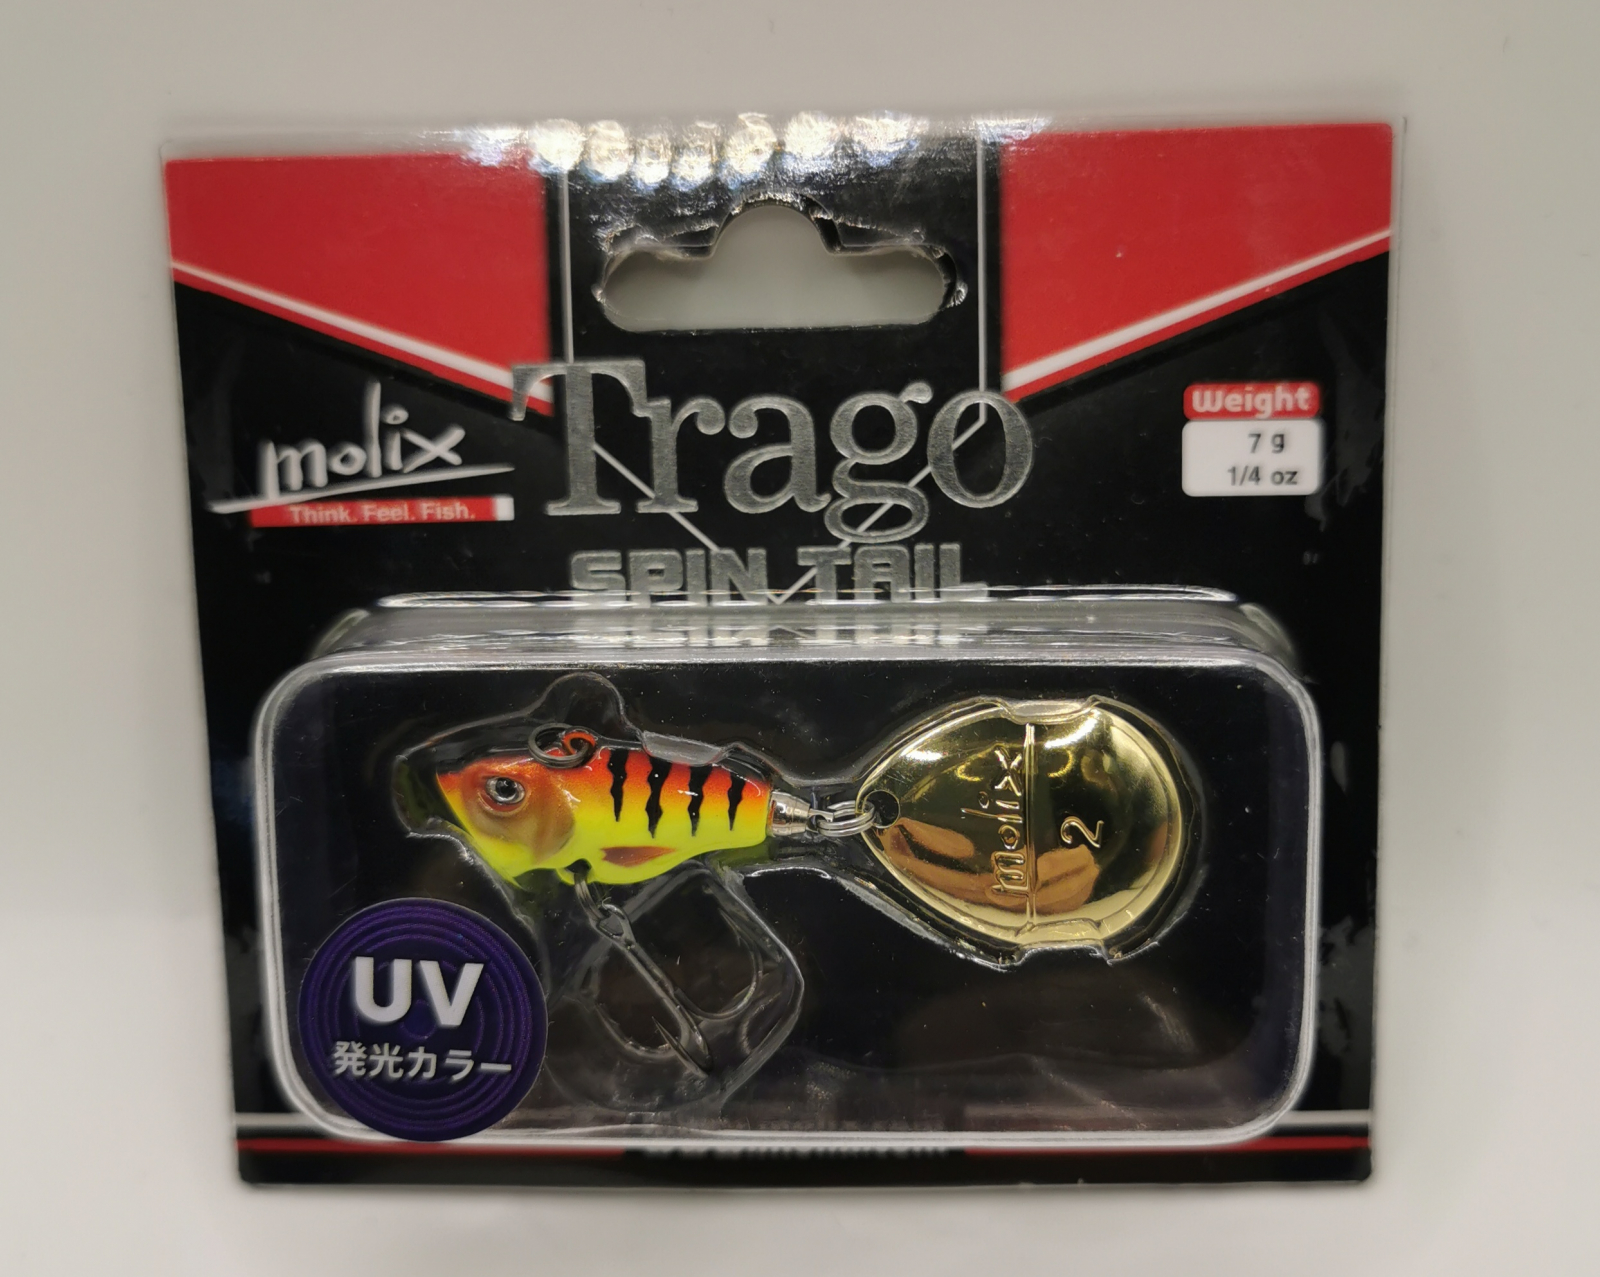 Trago
molix
Think. Feel. Fish.
SPIN TAIL
Weight
7 g
1/4 oz
molix
2
UV
発光カラー